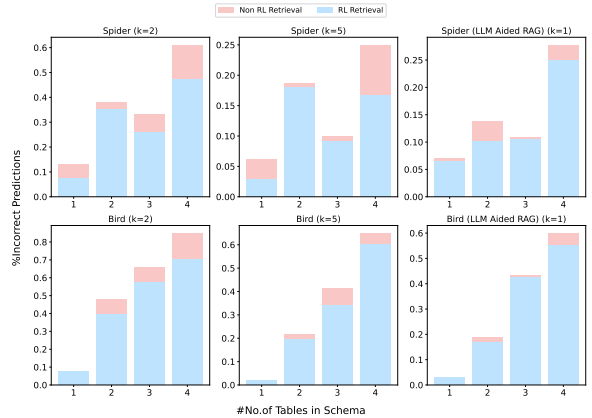 Non RL Retrieval RL Retrieval
Spider (k=2) Spider (k=5) Spider (LLM Aided RAG) (k=1)
0.6 0.25 0.25
0.5 0.20 0.20
0.4 0.15 0.15
0.3 0.10 0.10
0.2 0.05 0.05
0.1 0.00 0.00
0.0
1 2 3 4 1 2 3 4 1 2 3 4
%Incorrect Predictions
Bird (k=2) Bird (k=5) Bird (LLM Aided RAG) (k=1)
0.8 0.6 0.6
0.7 0.5 0.5
0.6 0.4 0.4
0.5 0.3 0.3
0.4 0.2 0.2
0.3 0.1 0.1
0.2 0.0 0.0
0.1
0.0
1 2 3 4 1 2 3 4 1 2 3 4
#No.of Tables in Schema